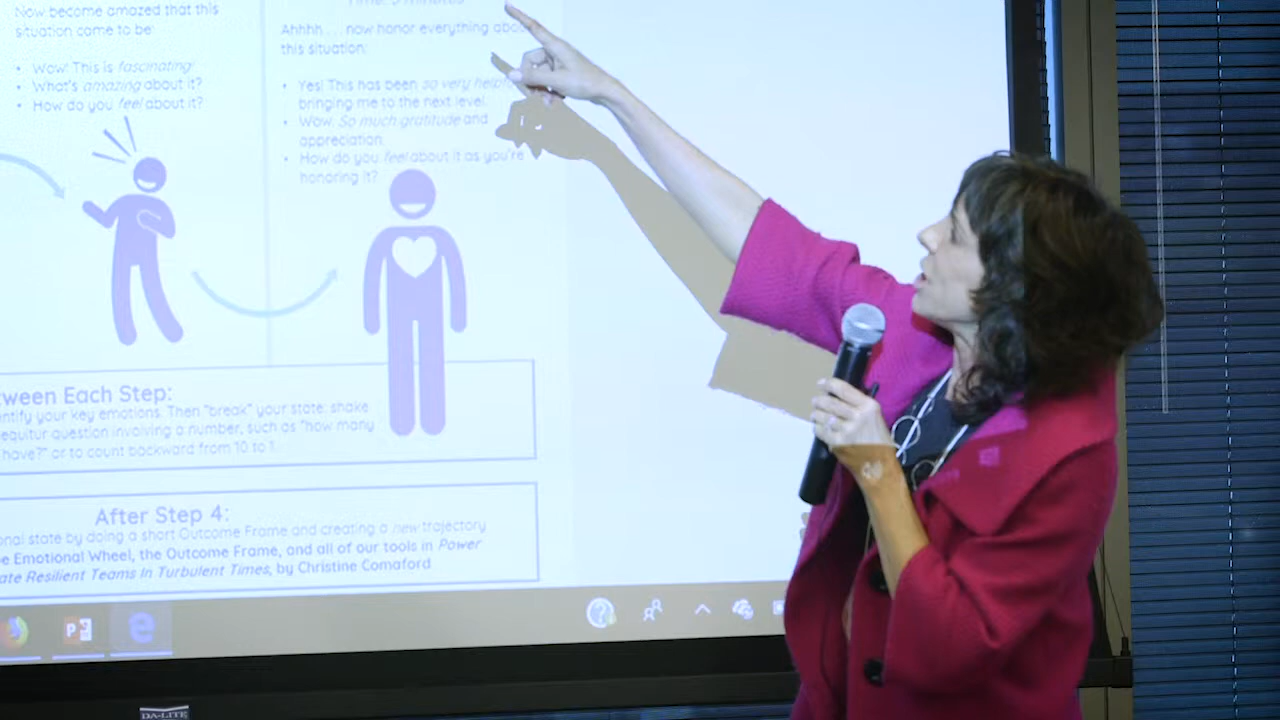 Now become amazed that this
situation came to be:
• Wow! This is fascinating!
• What's amazing about it?
• How do you feel about it?
Time: 5 minutes
Ahhhh . . . now honor everything about
this situation:
• Yes! This has been so very helpful
bringing me to the next level.
• Wow. So much gratitude and
appreciation.
• How do you feel about it as you're
honoring it?
tween Each Step:
entify your key emotions. Then "break" your state: shake
equitur question involving a number, such as "how many
have?" or to count backward from 10 to 1.
After Step 4:
onal state by doing a short Outcome Frame and creating a new trajectory
e Emotional Wheel, the Outcome Frame, and all of our tools in Power
ate Resilient Teams In Turbulent Times, by Christine Comaford
DA-LITE